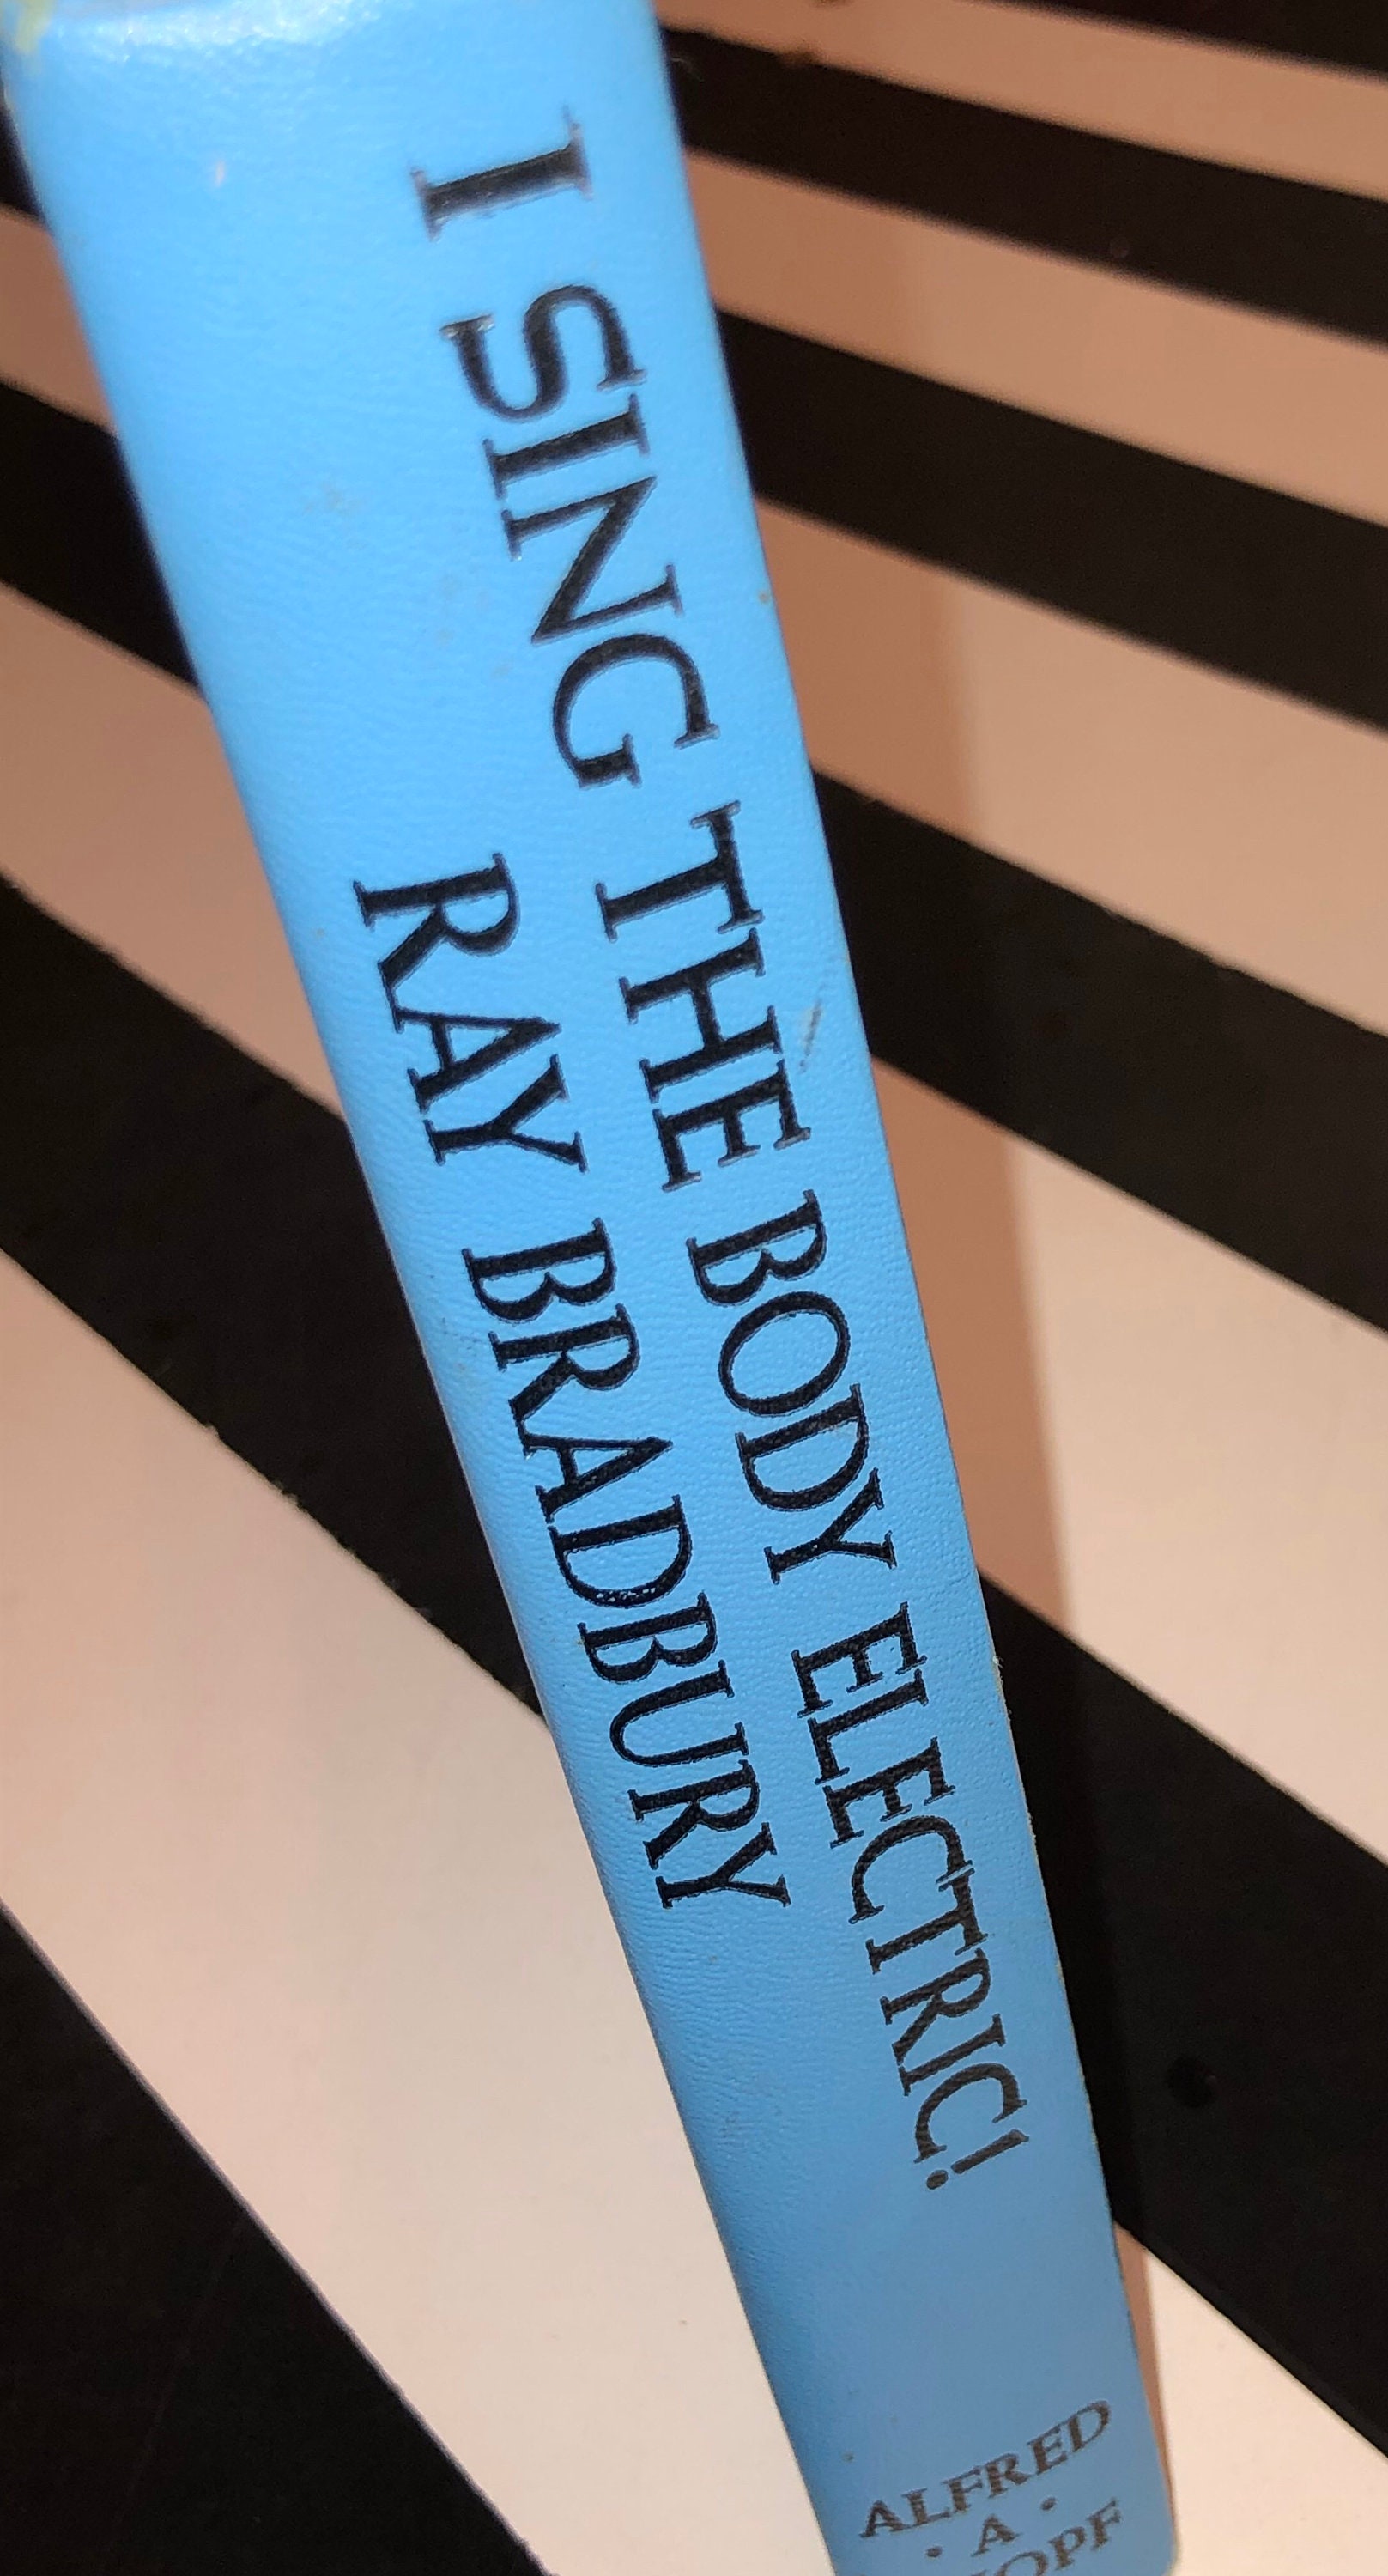 I SING THE BODY ELECTRIC!
RAY BRADBURY
ALFRED
· A ·